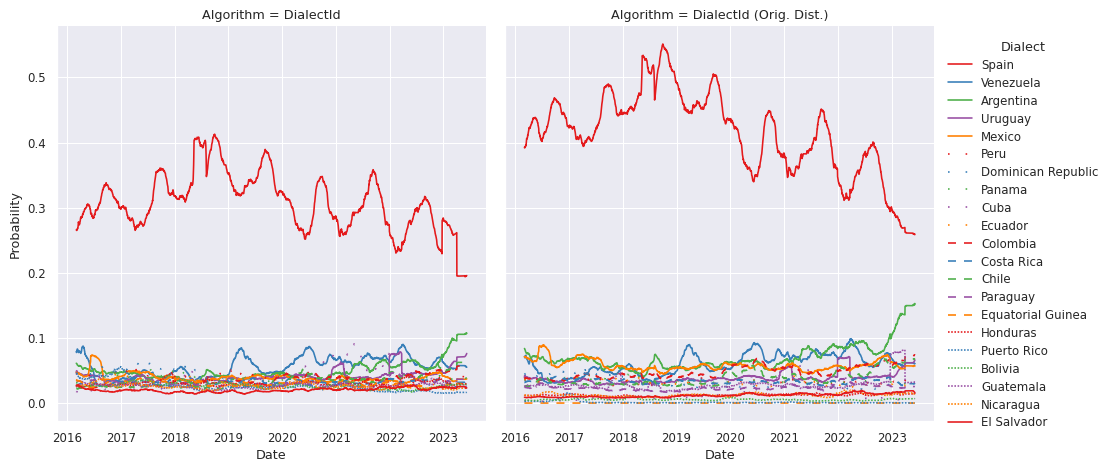 Algorithm = DialectId
Algorithm = DialectId (Orig. Dist.)
Dialect
Spain
Venezuela
Argentina
Uruguay
Mexico
Peru
Dominican Republic
Panama
Cuba
Ecuador
Colombia
Costa Rica
Chile
Paraguay
Equatorial Guinea
Honduras
Puerto Rico
Bolivia
Guatemala
Nicaragua
El Salvador
Probability
0.5
0.4
0.3
0.2
0.1
0.0
2016 2017 2018 2019 2020 2021 2022 2023
2016 2017 2018 2019 2020 2021 2022 2023
Date
Date